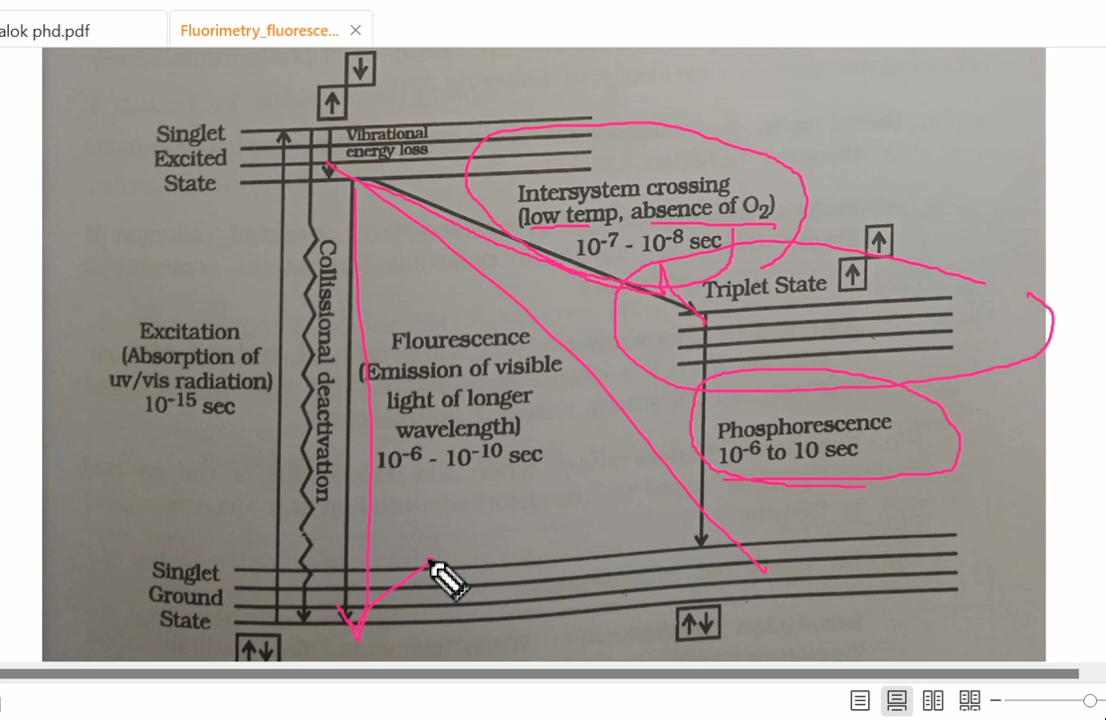 alok phd.pdf
Fluorimetry_fluoresce...
Singlet
Excited
State
Vibrational
energy loss
Intersystem crossing
(low temp, absence of O2)
10-7 - 10-8 sec
Triplet State
Excitation
(Absorption of
uv/vis radiation)
10-15 sec
Collissional deactivation
Flourescence
(Emission of visible
light of longer
wavelength)
10-6 - 10-10 sec
Phosphorescence
10-6 to 10 sec
Singlet
Ground
State